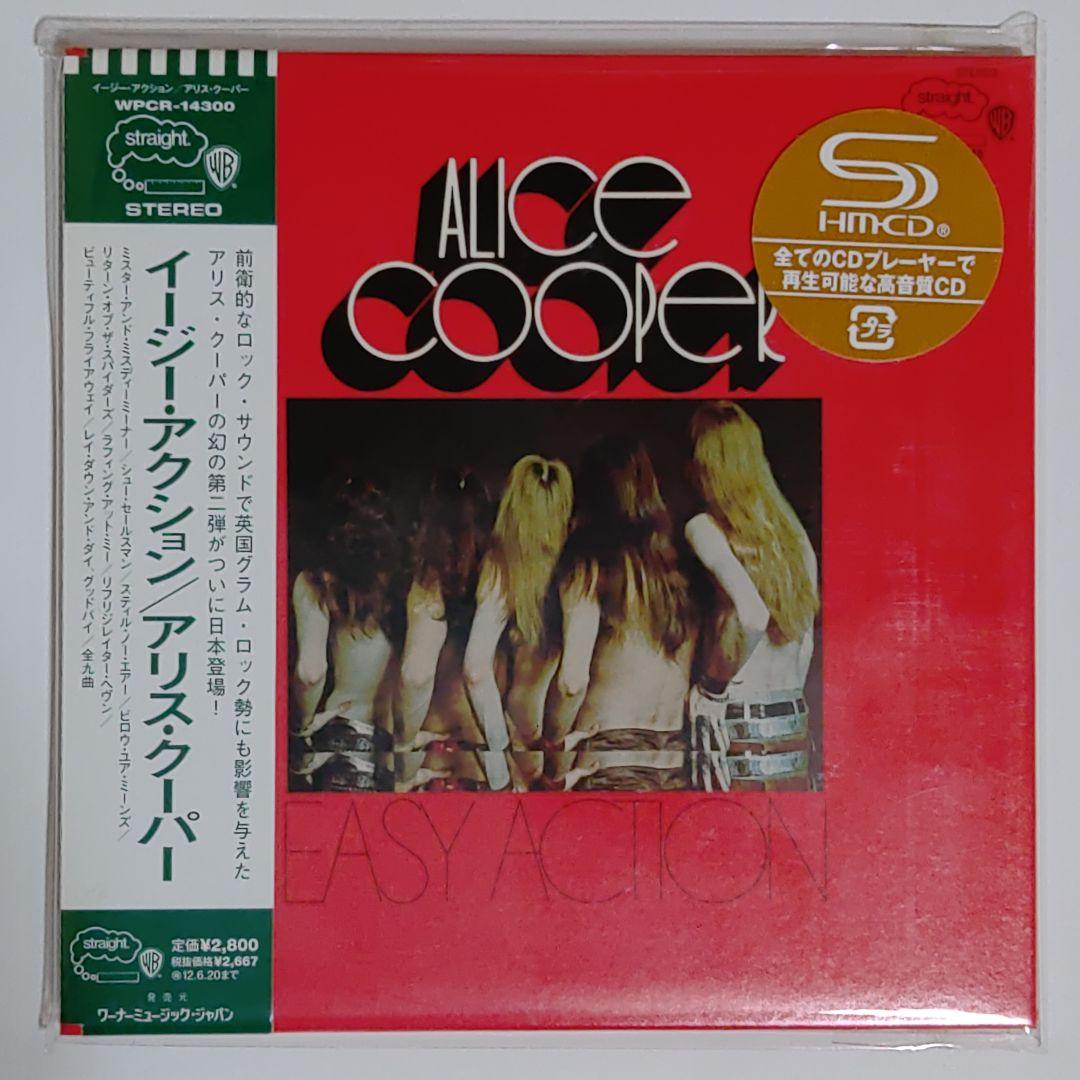 イージー・アクション/アリス・クーパー
WPCR-14300
straight.
WB
STEREO
前衛的なロック・サウンドで英国グラム・ロック勢にも影響を与えた
アリス・クーパーの幻の第二弾がついに日本登場!
イージー・アクション/アリス・クーパー
ミスター・アンド・ミスディーミーナー/シュー・セールスマン/スティル・ノー・エアー/ビロウ・ユア・ミーンズ/
リターン・オブ・ザ・スパイダーズ/ラフィング・アット・ミー/リフリジレイター・ヘヴン/
ビューティフル・フライアウェイ/レイ・ダウン・アンド・ダイ、グッドバイ/全九曲
straight.
WB
定価¥2,800
税抜価格¥2,667
12.6.20まで
発売元
ワーナーミュージック・ジャパン
straight.
WB
ALICE
COOPER
SHM-CD®
全てのCDプレーヤーで
再生可能な高音質CD
プラ
EASY ACTION